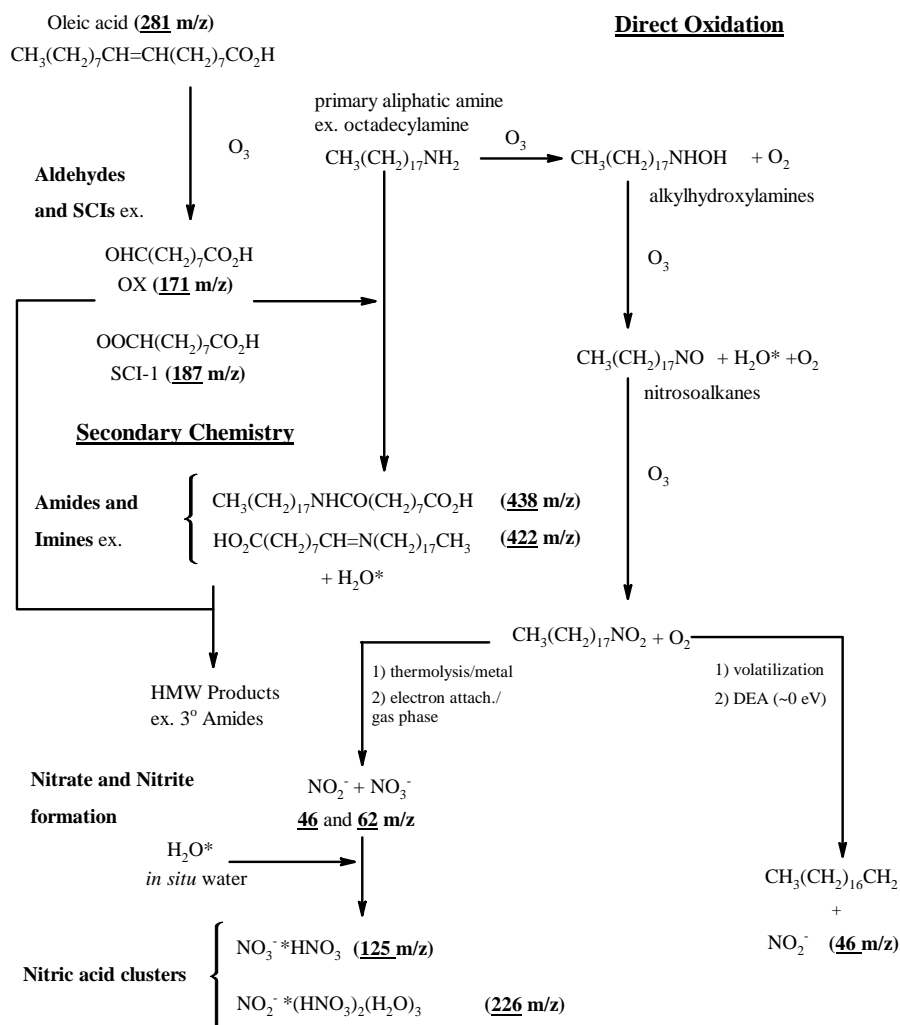 Oleic acid (281 m/z)
CH₃(CH₂)₇CH=CH(CH₂)₇CO₂H
Direct Oxidation
primary aliphatic amine
ex. octadecylamine
O₃
CH₃(CH₂)₁₇NH₂
O₃
CH₃(CH₂)₁₇NHOH + O₂
alkylhydroxylamines
Aldehydes
and SCIs ex.
OHC(CH₂)₇CO₂H
OX (171 m/z)
OOCH(CH₂)₇CO₂H
SCI-1 (187 m/z)
O₃
CH₃(CH₂)₁₇NO + H₂O* +O₂
nitrosoalkanes
Secondary Chemistry
O₃
Amides and
Imines ex.
CH₃(CH₂)₁₇NHCO(CH₂)₇CO₂H (438 m/z)
HO₂C(CH₂)₇CH=N(CH₂)₁₇CH₃ (422 m/z)
+ H₂O*
CH₃(CH₂)₁₇NO₂ + O₂
1) thermolysis/metal
2) electron attach./
gas phase
1) volatilization
2) DEA (~0 eV)
HMW Products
ex. 3° Amides
Nitrate and Nitrite
formation
NO₂⁻ + NO₃⁻
46 and 62 m/z
H₂O*
in situ water
CH₃(CH₂)₁₆CH₂
+
NO₂⁻ (46 m/z)
Nitric acid clusters
NO₃⁻*HNO₃ (125 m/z)
NO₂⁻*(HNO₃)₂(H₂O)₃ (226 m/z)